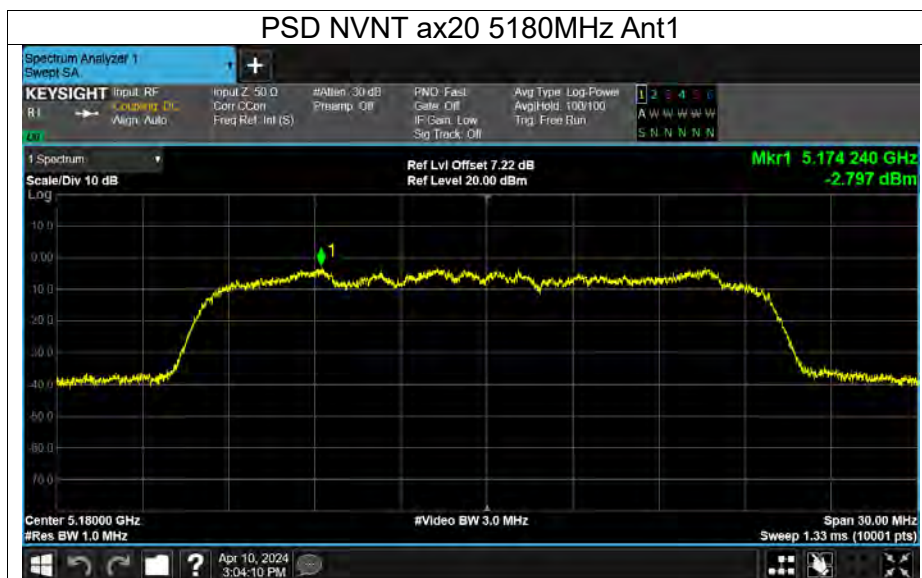 PSD NVNT ax20 5180MHz Ant1
Spectrum Analyzer 1
Swept SA
+
KEYSIGHT Input: RF Input Z: 50 Ω #Atten: 30 dB PNO: Fast Avg Type: Log-Power 1 2 3 4 5 6
R L Coupling: DC Corr CCorr Preamp: Off Gate: Off Avg|Hold: 100/100 A W W W W W
Align: Auto Freq Ref: Int (S) IF Gain: Low Trig: Free Run
Sig Track: Off S N N N N N
1 Spectrum Ref Lvl Offset 7.22 dB Mkr1 5.174 240 GHz
Scale/Div 10 dB Ref Level 20.00 dBm -2.797 dBm
Log
10.0
0.00
1
-10.0
-20.0
-30.0
-40.0
-50.0
-60.0
-70.0
Center 5.18000 GHz #Video BW 3.0 MHz Span 30.00 MHz
#Res BW 1.0 MHz Sweep 1.33 ms (10001 pts)
? Apr 10, 2024
3:04:10 PM